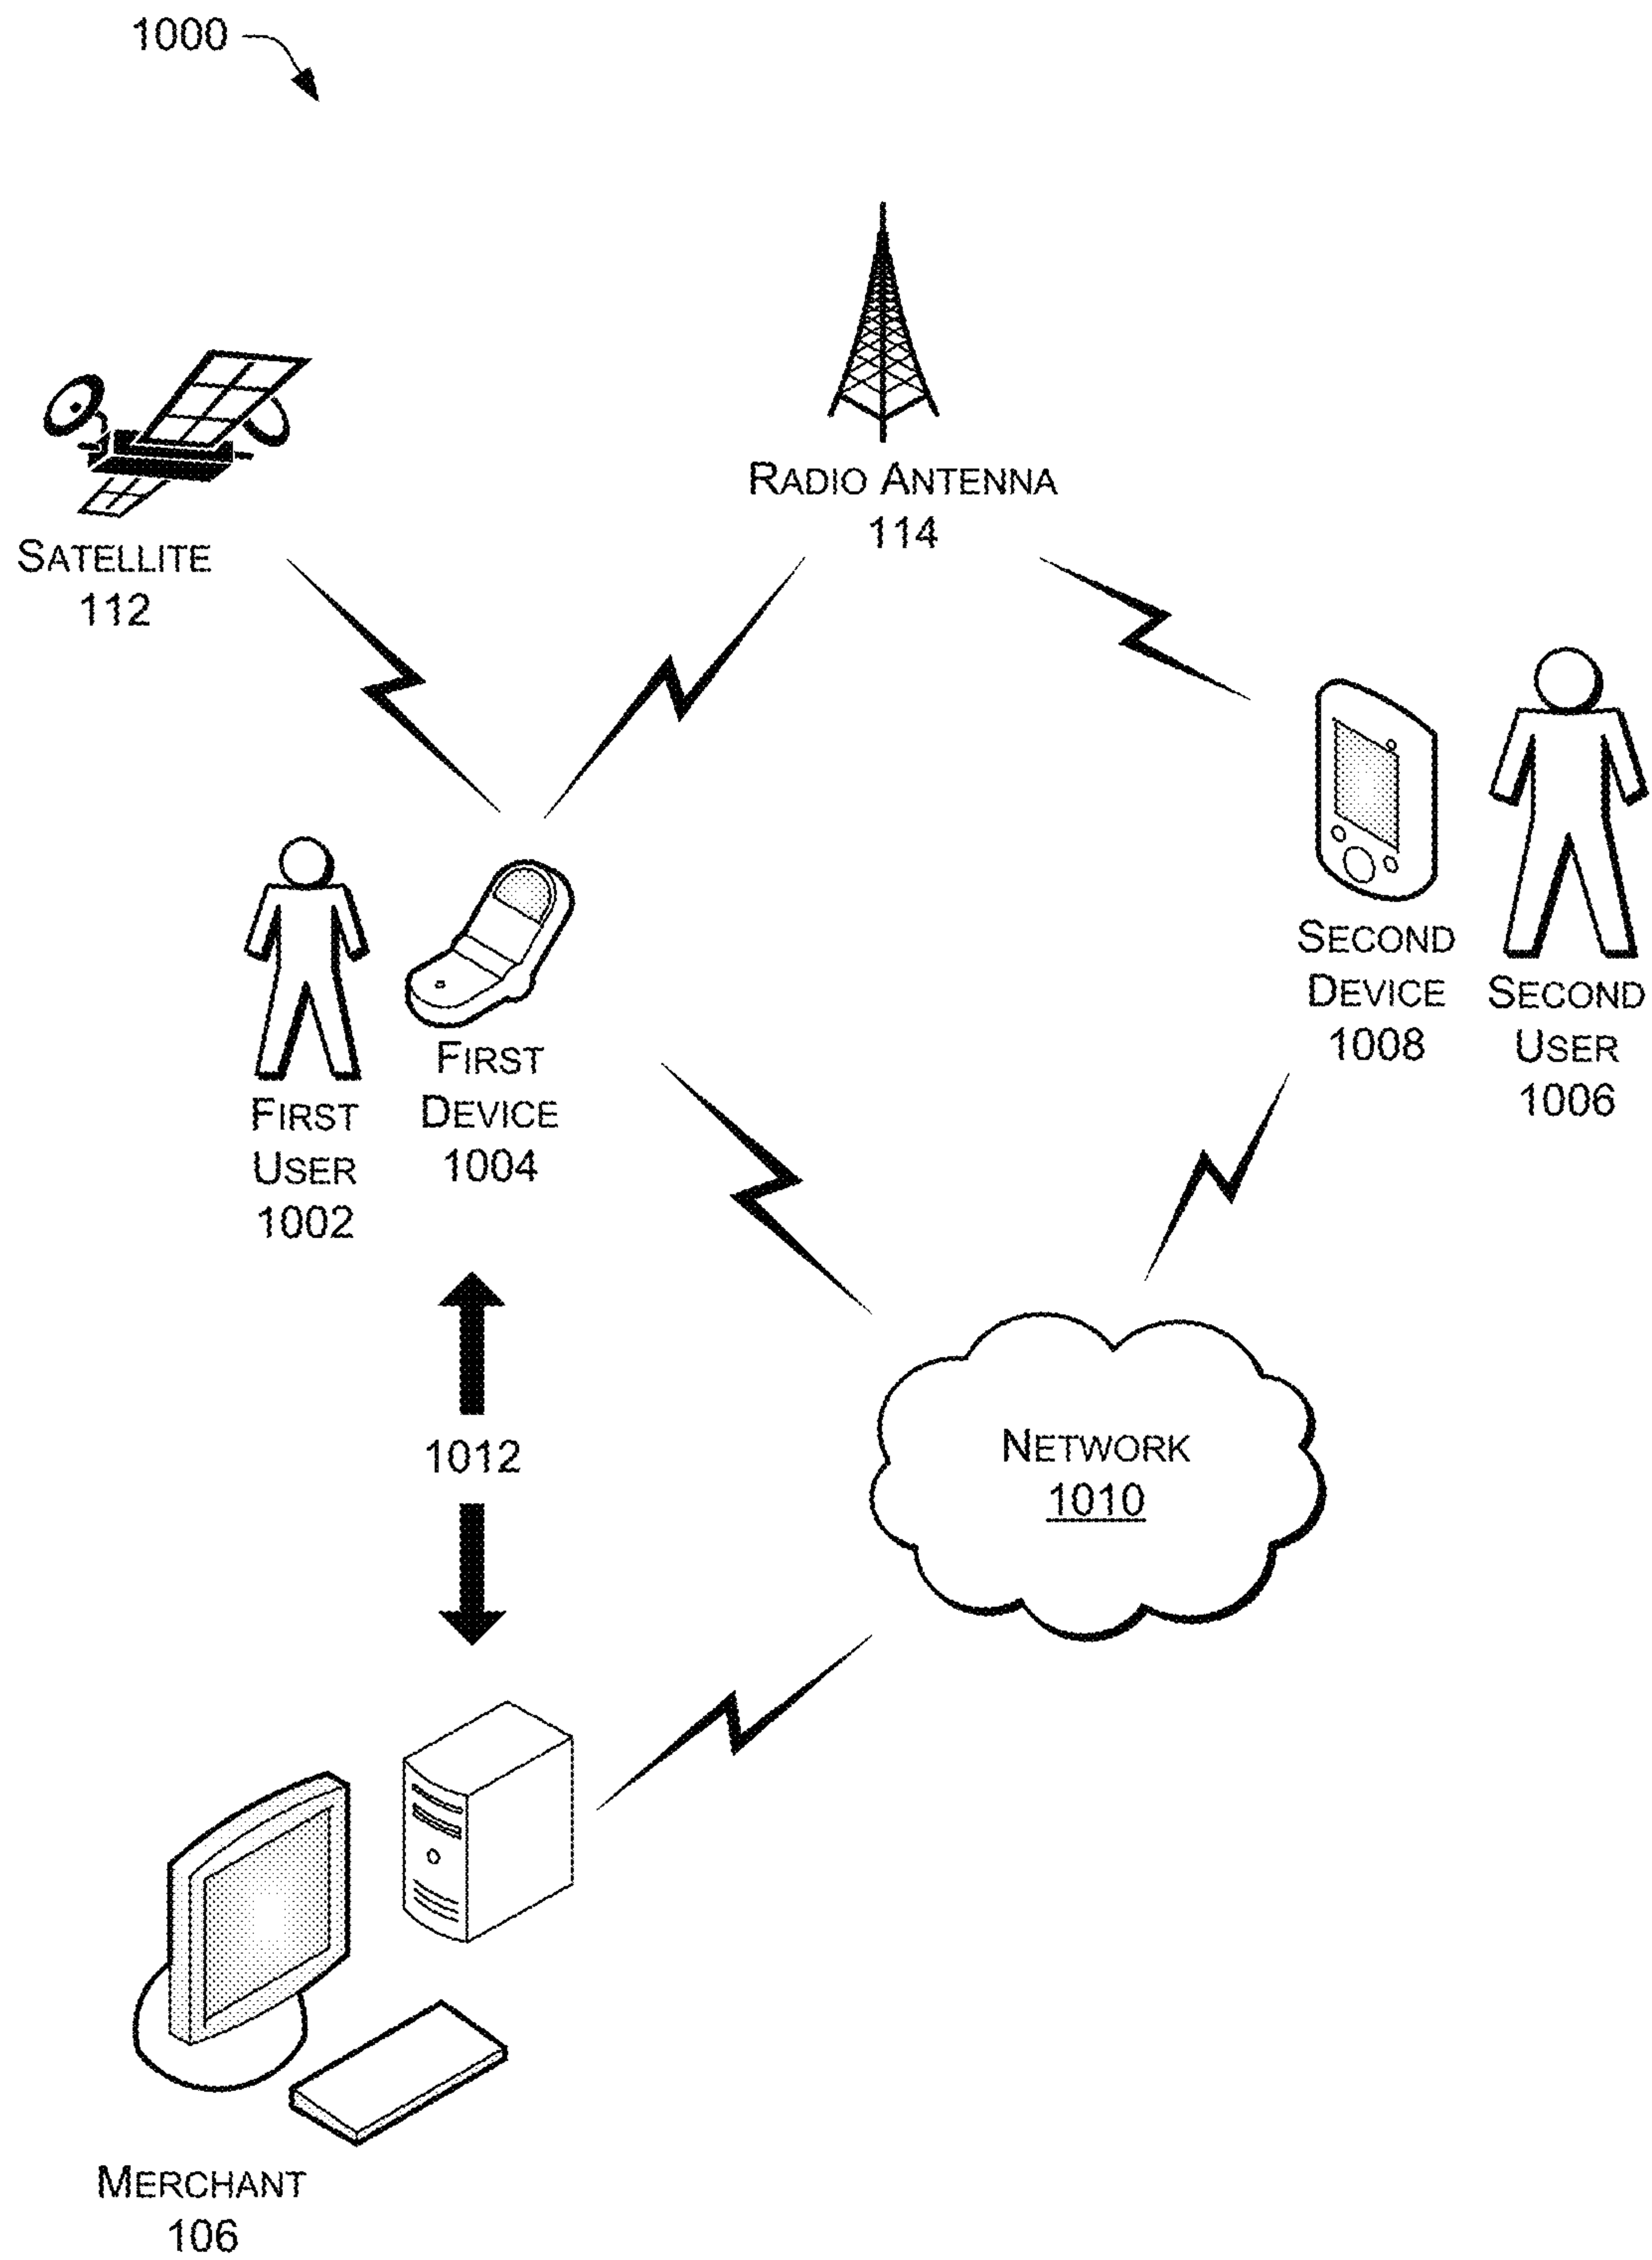 1000
RADIO ANTENNA
114
SATELLITE
112
SECOND
DEVICE
1008
SECOND
USER
1006
FIRST
DEVICE
1004
FIRST
USER
1002
1012
NETWORK
1010
MERCHANT
106